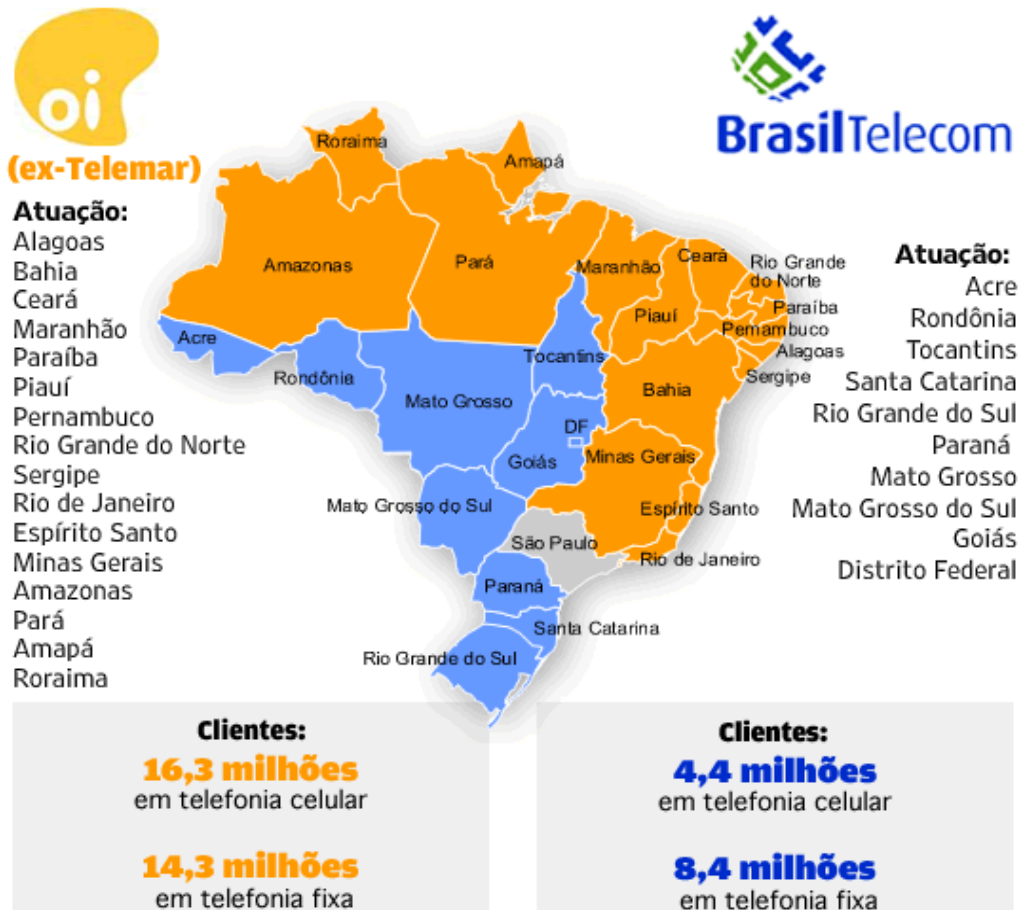 oi
(ex-Telemar)
Atuação:
Alagoas
Bahia
Ceará
Maranhão
Paraíba
Piauí
Pernambuco
Rio Grande do Norte
Sergipe
Rio de Janeiro
Espírito Santo
Minas Gerais
Amazonas
Pará
Amapá
Roraima
Roraima
Amapá
Amazonas
Pará
Maranhão
Ceará
Rio Grande
do Norte
Paraíba
Piauí
Pernambuco
Alagoas
Sergipe
Acre
Rondônia
Tocantins
Mato Grosso
Bahia
DF
Goiás
Minas Gerais
Mato Grosso do Sul
Espírito Santo
São Paulo
Rio de Janeiro
Paraná
Santa Catarina
Rio Grande do Sul
BrasilTelecom
Atuação:
Acre
Rondônia
Tocantins
Santa Catarina
Rio Grande do Sul
Paraná
Mato Grosso
Mato Grosso do Sul
Goiás
Distrito Federal
Clientes:
16,3 milhões
em telefonia celular
14,3 milhões
em telefonia fixa
Clientes:
4,4 milhões
em telefonia celular
8,4 milhões
em telefonia fixa